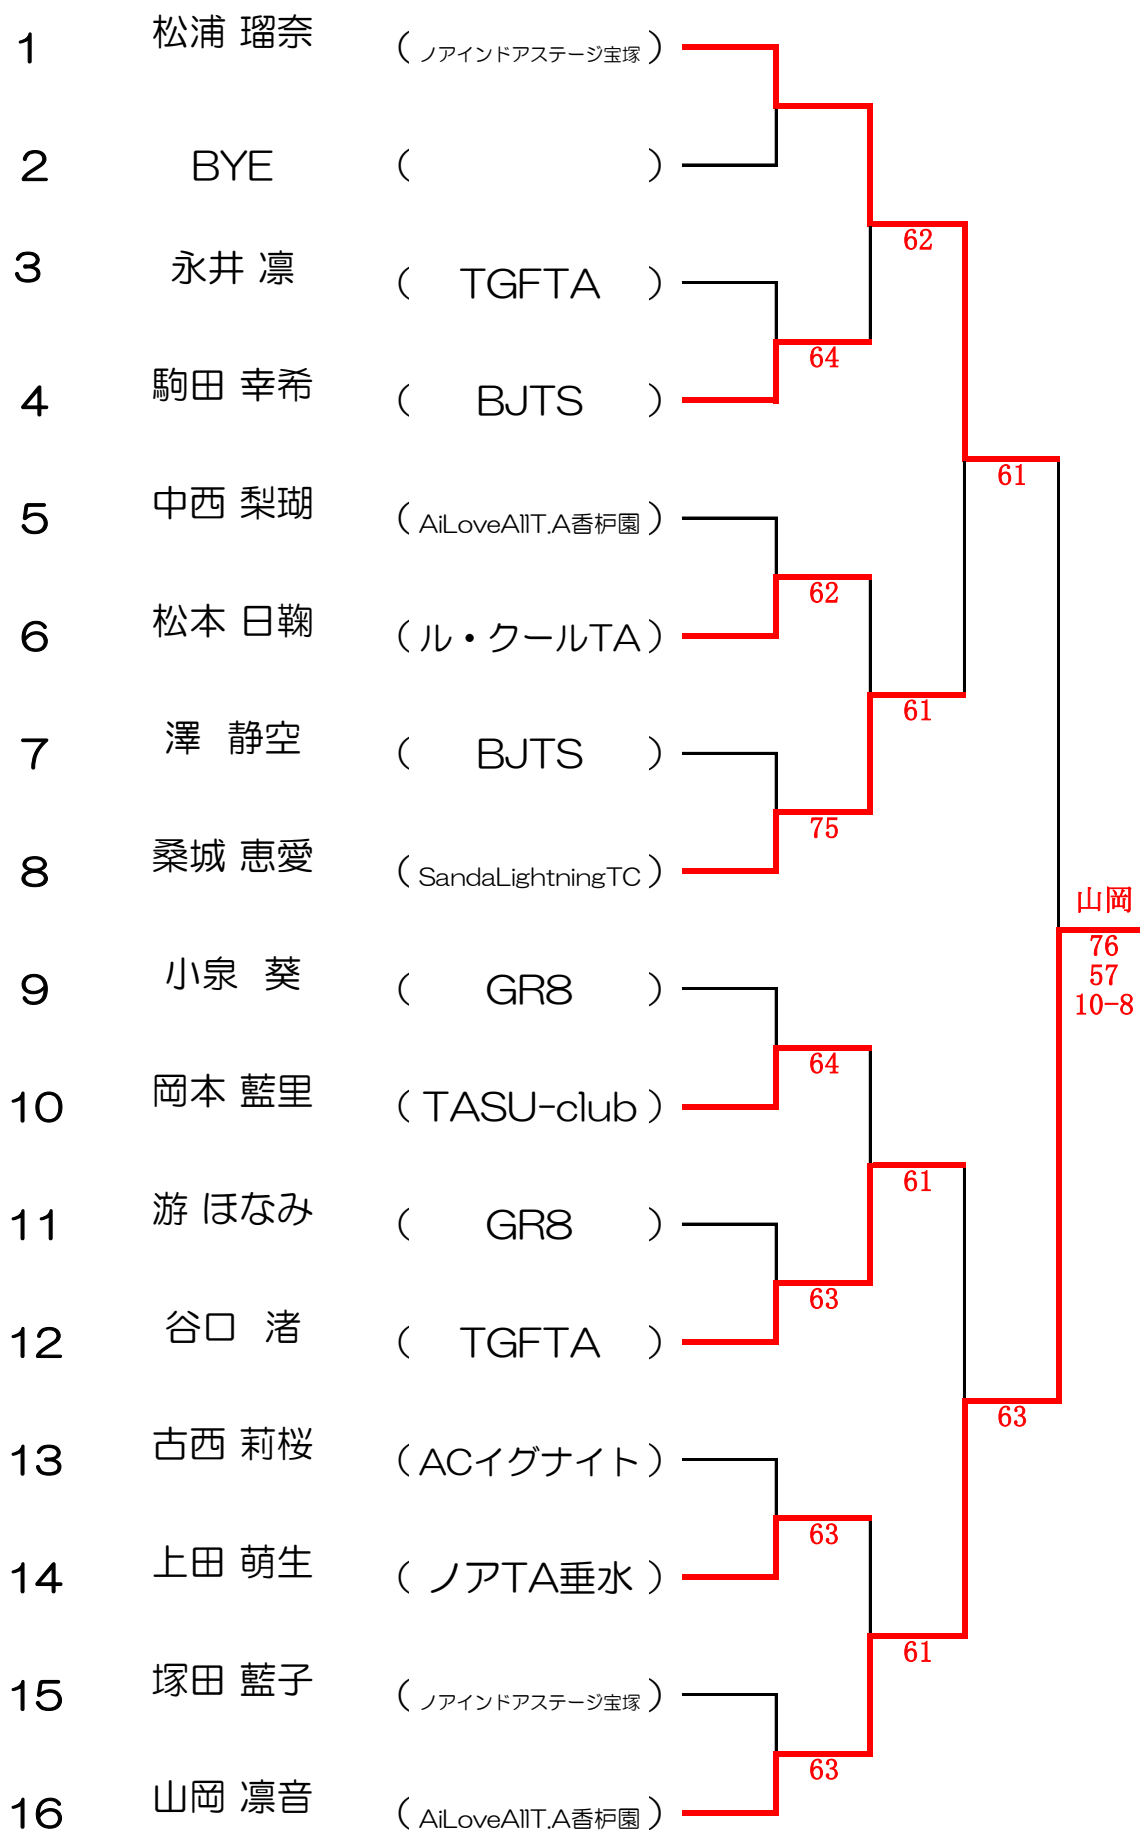 1 松浦 瑠奈 (ノアインドアステージ宝塚)
2 BYE ( )
62
3 永井 凛 ( TGFTA )
64
4 駒田 幸希 ( BJTS )
61
5 中西 梨瑚 (AiLoveAllT.A香枦園)
62
6 松本 日鞠 (ル・クールTA)
61
7 澤 静空 ( BJTS )
75
8 桑城 恵愛 (SandaLightningTC)
山岡
76
57
10-8
9 小泉 葵 ( GR8 )
64
10 岡本 藍里 (TASU-club)
61
11 游 ほなみ ( GR8 )
63
12 谷口 渚 ( TGFTA )
63
13 古西 莉桜 (ACイグナイト)
63
14 上田 萌生 (ノアTA垂水)
61
15 塚田 藍子 (ノアインドアステージ宝塚)
63
16 山岡 凛音 (AiLoveAllT.A香枦園)